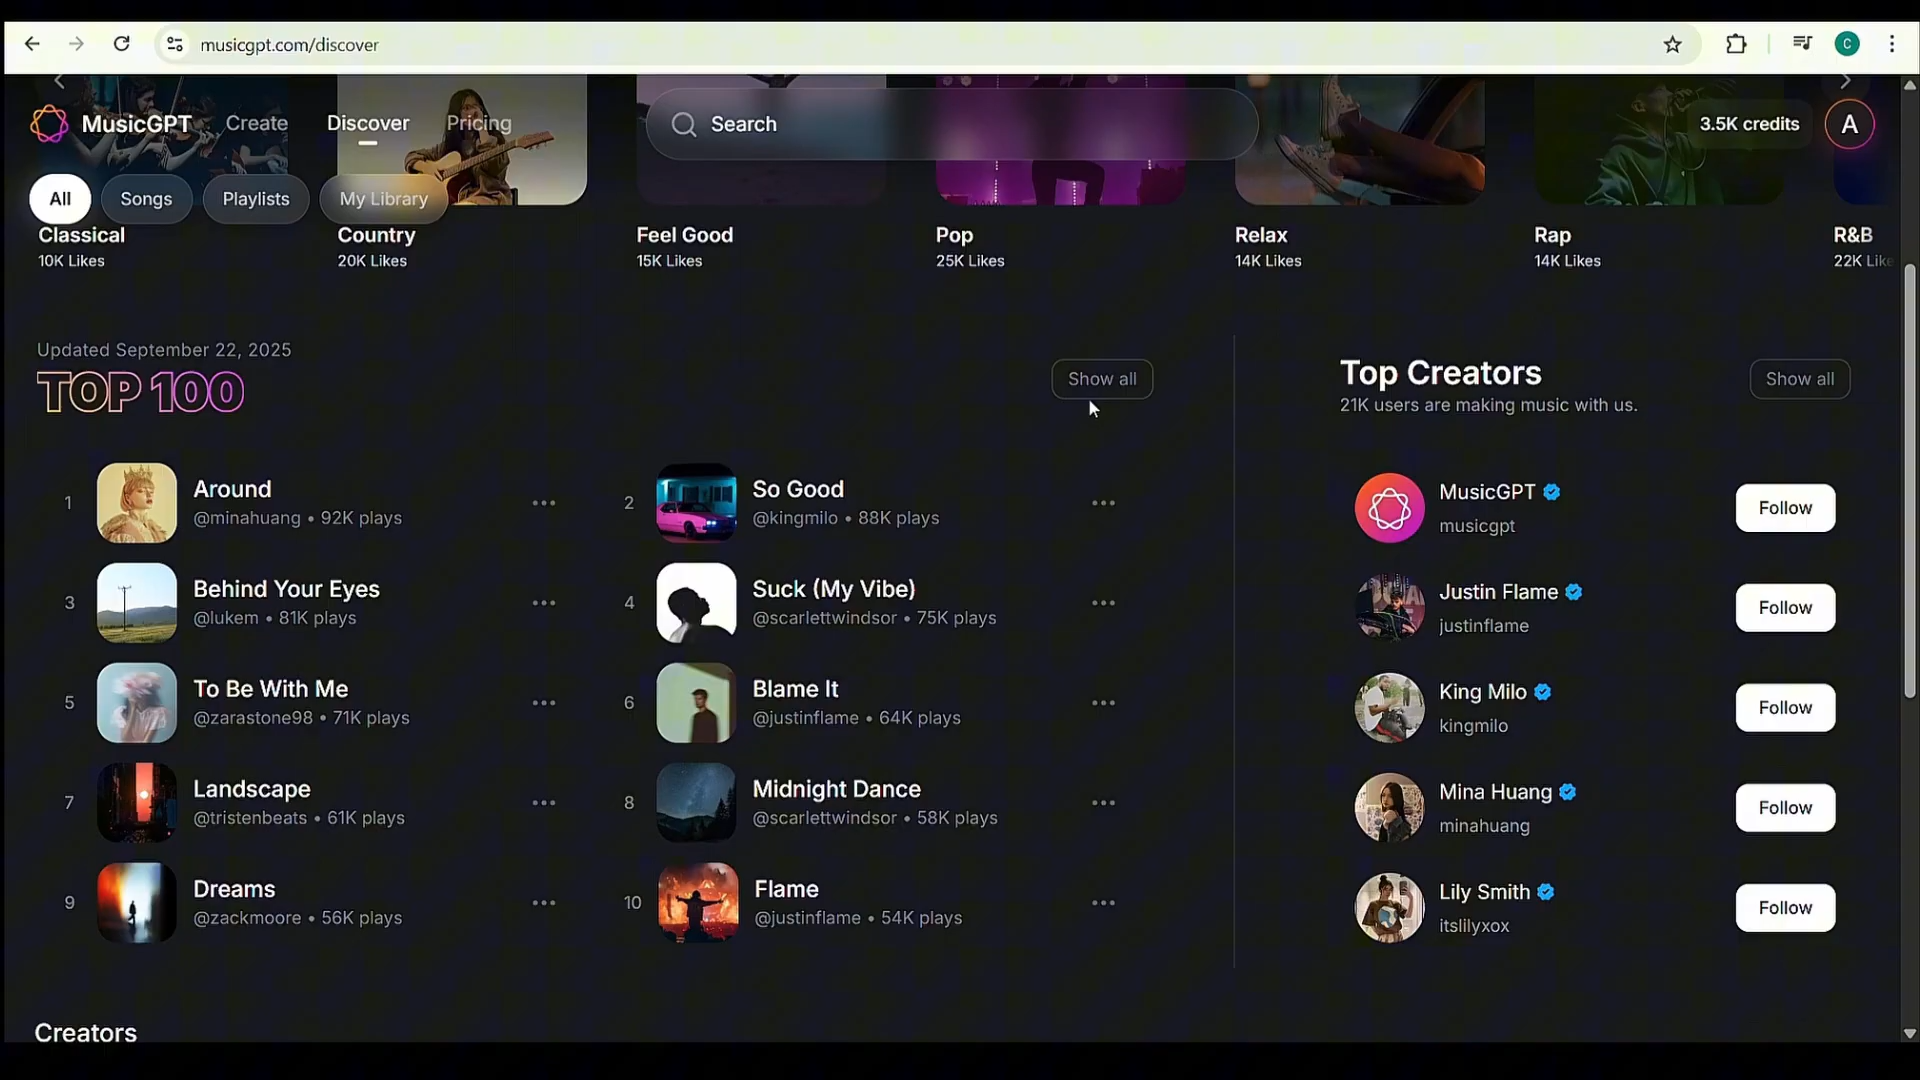 musicgpt.com/discover
C
MusicGPT
Create
Discover
Pricing
Search
3.5K credits
A
All
Songs
Playlists
My Library
Classical
10K Likes
Country
20K Likes
Feel Good
15K Likes
Pop
25K Likes
Relax
14K Likes
Rap
14K Likes
R&B
22K Like
Updated September 22, 2025
TOP 100
Show all
1
Around
@minahuang • 92K plays
2
So Good
@kingmilo • 88K plays
3
Behind Your Eyes
@lukem • 81K plays
4
Suck (My Vibe)
@scarlettwindsor • 75K plays
5
To Be With Me
@zarastone98 • 71K plays
6
Blame It
@justinflame • 64K plays
7
Landscape
@tristenbeats • 61K plays
8
Midnight Dance
@scarlettwindsor • 58K plays
9
Dreams
@zackmoore • 56K plays
10
Flame
@justinflame • 54K plays
Top Creators
Show all
21K users are making music with us.
MusicGPT
musicgpt
Follow
Justin Flame
justinflame
Follow
King Milo
kingmilo
Follow
Mina Huang
minahuang
Follow
Lily Smith
itslilyxox
Follow
Creators